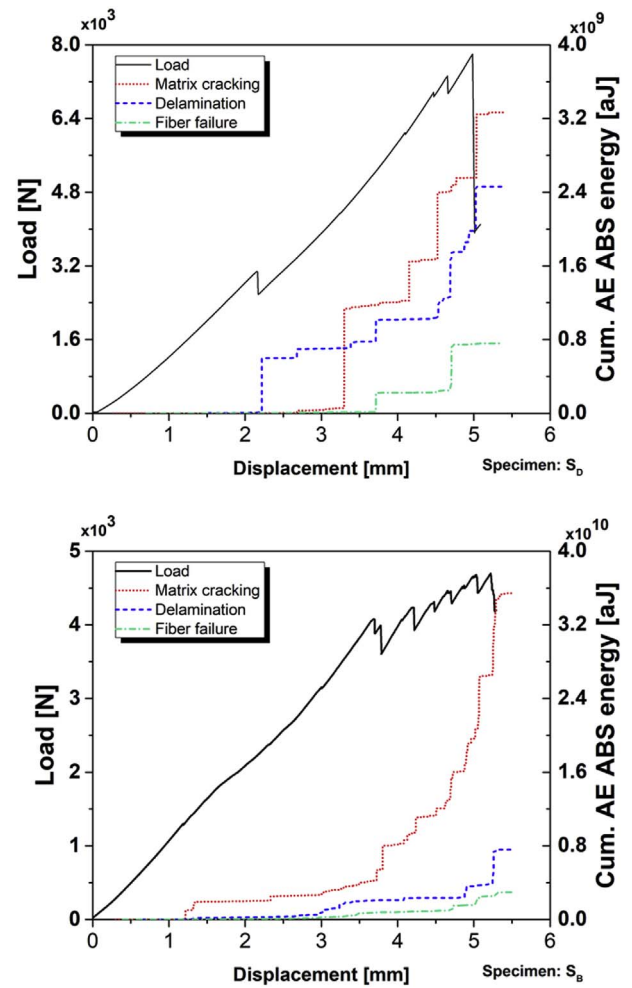 x10³
x10⁹
8.0
6.4
4.8
3.2
1.6
0.0
Load [N]
Load
Matrix cracking
Delamination
Fiber failure
4.0
3.2
2.4
1.6
0.8
0.0
Cum. AE ABS energy [aJ]
0 1 2 3 4 5 6
Displacement [mm]
Specimen: S_D
x10³
x10¹⁰
5
4
3
2
1
0
Load [N]
Load
Matrix cracking
Delamination
Fiber failure
4.0
3.2
2.4
1.6
0.8
0.0
Cum. AE ABS energy [aJ]
0 1 2 3 4 5 6
Displacement [mm]
Specimen: S_B